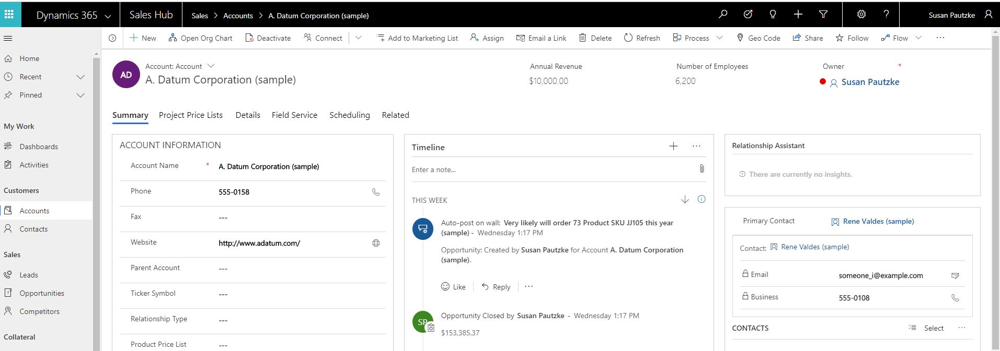 Dynamics 365
Sales Hub
Sales > Accounts > A. Datum Corporation (sample)
?
Susan Pautzke
New
Open Org Chart
Deactivate
Connect
Add to Marketing List
Assign
Email a Link
Delete
Refresh
Process
Geo Code
Share
Follow
Flow
...
Home
Recent
Pinned
My Work
Dashboards
Activities
Customers
Accounts
Contacts
Sales
Leads
Opportunities
Competitors
Collateral
AD
Account: Account
A. Datum Corporation (sample)
Annual Revenue
$10,000.00
Number of Employees
6,200
Owner *
Susan Pautzke
Summary
Project Price Lists
Details
Field Service
Scheduling
Related
ACCOUNT INFORMATION
Account Name * A. Datum Corporation (sample)
Phone 555-0158
Fax ---
Website http://www.adatum.com/
Parent Account ---
Ticker Symbol ---
Relationship Type ---
Product Price List ---
Timeline
...
Enter a note...
THIS WEEK
Auto-post on wall: Very likely will order 73 Product SKU JJ105 this year
(sample) - Wednesday 1:17 PM
Opportunity: Created by Susan Pautzke for Account A. Datum Corporation
(sample).
Like
Reply
...
SP
Opportunity Closed by Susan Pautzke - Wednesday 1:17 PM
$153,385.37
Relationship Assistant
There are currently no insights.
Primary Contact Rene Valdes (sample)
Contact: Rene Valdes (sample)
Email someone_i@example.com
Business 555-0108
CONTACTS
Select
...